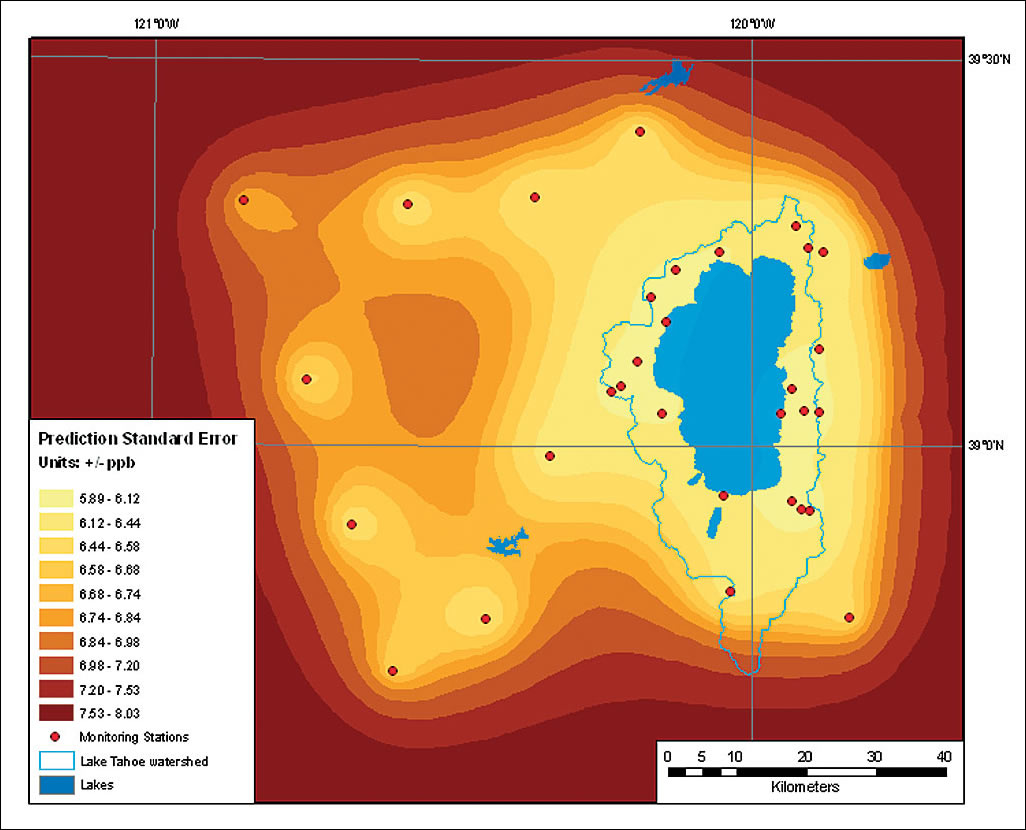 121°0'W
120°0'W
39°30'N
39°0'N
Prediction Standard Error
Units: +/- ppb
5.89 - 6.12
6.12 - 6.44
6.44 - 6.58
6.58 - 6.68
6.68 - 6.74
6.74 - 6.84
6.84 - 6.98
6.98 - 7.20
7.20 - 7.53
7.53 - 8.03
Monitoring Stations
Lake Tahoe watershed
Lakes
0 5 10 20 30 40
Kilometers